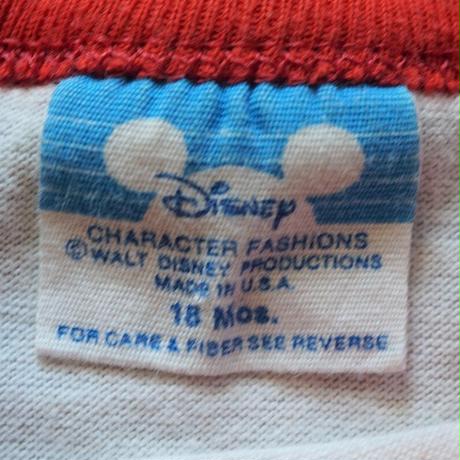 Disney
CHARACTER FASHIONS
© WALT DISNEY PRODUCTIONS
MADE IN U.S.A.
18 Mos.
FOR CARE & FIBER SEE REVERSE